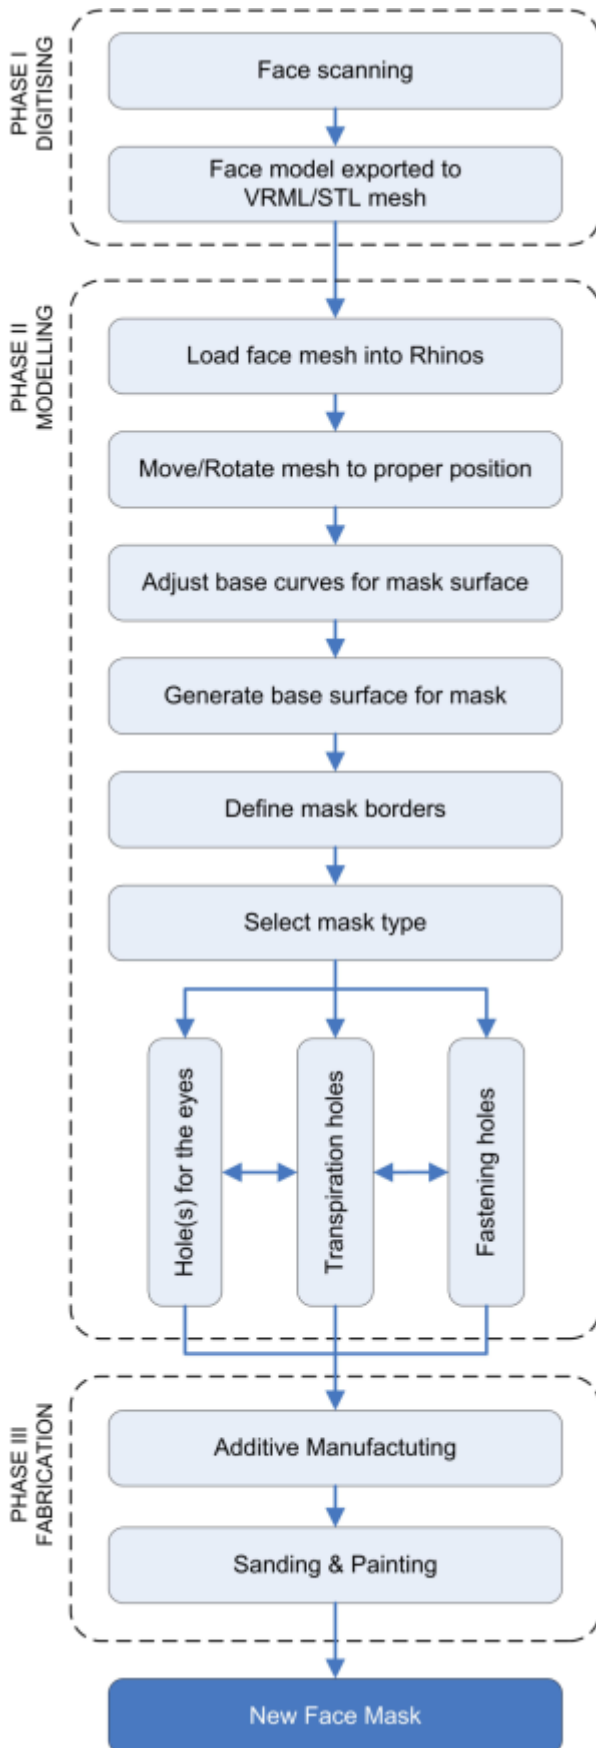 PHASE I
DIGITISING
Face scanning
Face model exported to
VRML/STL mesh
PHASE II
MODELLING
Load face mesh into Rhinos
Move/Rotate mesh to proper position
Adjust base curves for mask surface
Generate base surface for mask
Define mask borders
Select mask type
Hole(s) for the eyes
Transpiration holes
Fastening holes
PHASE III
FABRICATION
Additive Manufactuting
Sanding & Painting
New Face Mask